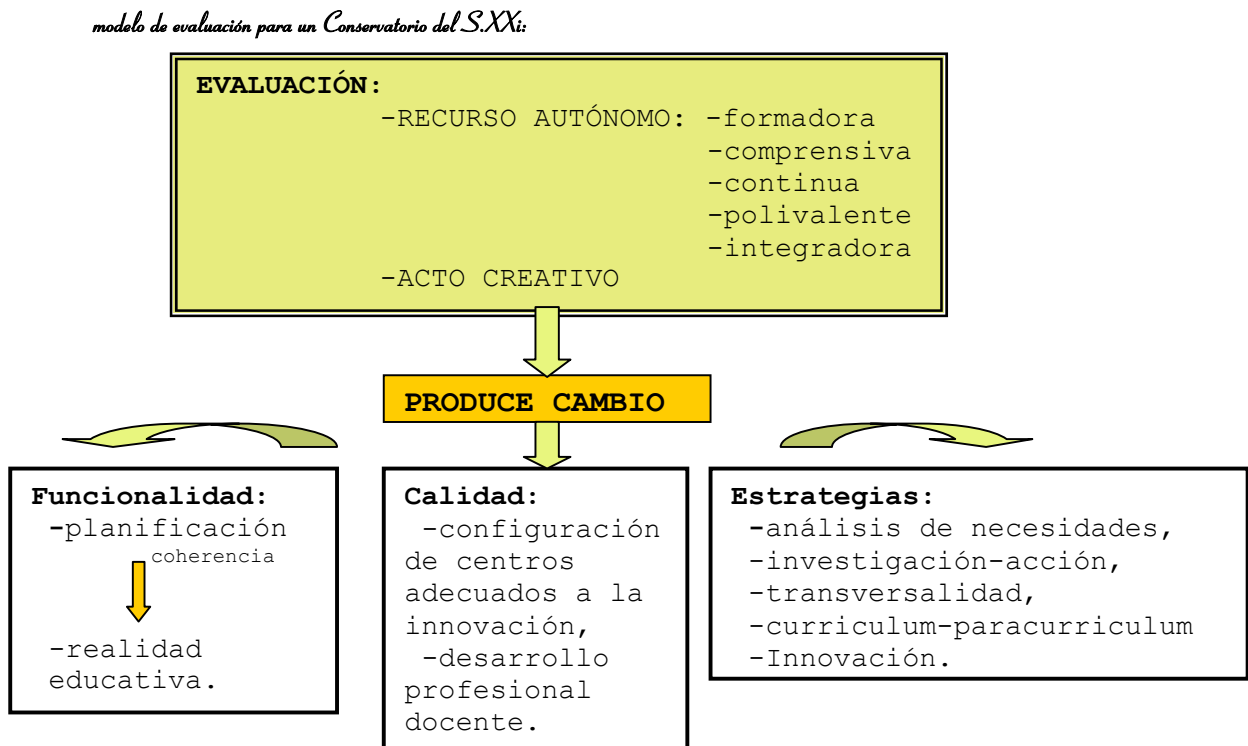 modelo de evaluación para un Conservatorio del S.XXi:
EVALUACIÓN:
-RECURSO AUTÓNOMO: -formadora
-comprensiva
-continua
-polivalente
-integradora
-ACTO CREATIVO
PRODUCE CAMBIO
Funcionalidad:
-planificación
coherencia
-realidad
educativa.
Calidad:
-configuración
de centros
adecuados a la
innovación,
-desarrollo
profesional
docente.
Estrategias:
-análisis de necesidades,
-investigación-acción,
-transversalidad,
-curriculum-paracurriculum
-Innovación.